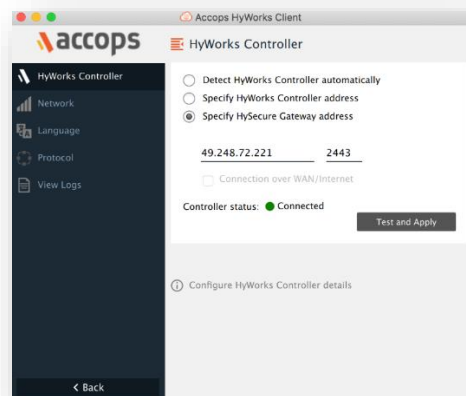 Accops HyWorks Client
accops
HyWorks Controller
HyWorks Controller
Network
Language
Protocol
View Logs
Detect HyWorks Controller automatically
Specify HyWorks Controller address
Specify HySecure Gateway address
49.248.72.221 2443
Connection over WAN/Internet
Controller status: Connected
Test and Apply
Configure HyWorks Controller details
< Back